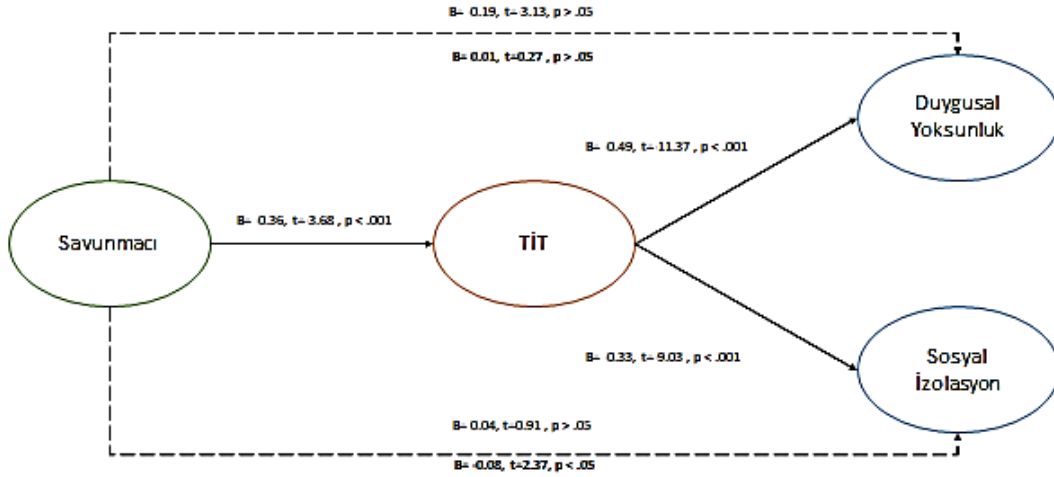 B= 0.19, t= 3.13, p > .05
B= 0.01, t=0.27 , p > .05
Duygusal
Yoksunluk
B= 0.49, t= 11.37 , p < .001
B= 0.36, t= 3.68 , p < .001
Savunmacı
TİT
B= 0.33, t= 9.03 , p < .001
Sosyal
İzolasyon
B= 0.04, t=0.91 , p > .05
B= -0.08, t=2.37, p < .05